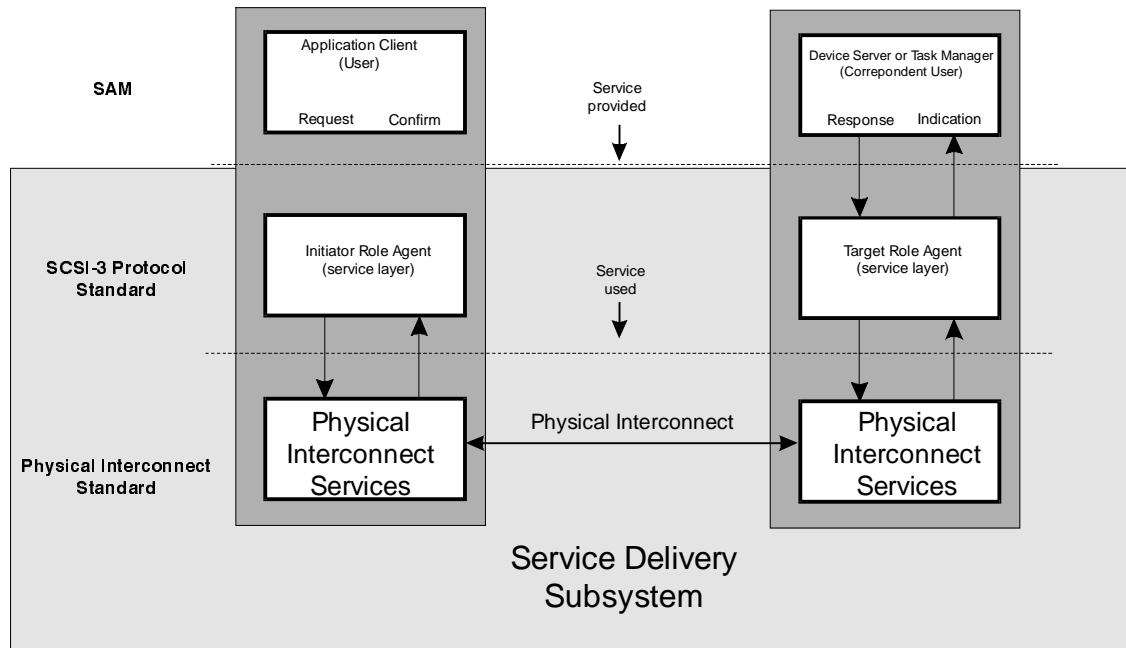 Application Client
(User)
Request Confirm
SAM
Service
provided
Device Server or Task Manager
(Correpondent User)
Response Indication
Initiator Role Agent
(service layer)
SCSI-3 Protocol
Standard
Service
used
Target Role Agent
(service layer)
Physical
Interconnect
Services
Physical Interconnect
Physical
Interconnect
Services
Physical Interconnect
Standard
Service Delivery
Subsystem